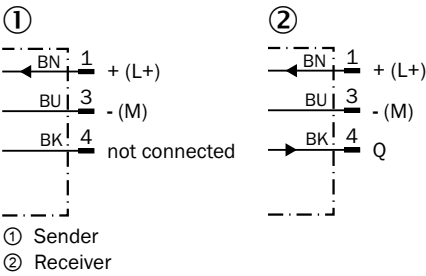 ① ②
BN 1 + (L+) BN 1 + (L+)
BU 3 - (M) BU 3 - (M)
BK 4 not connected BK 4 Q
① Sender
② Receiver